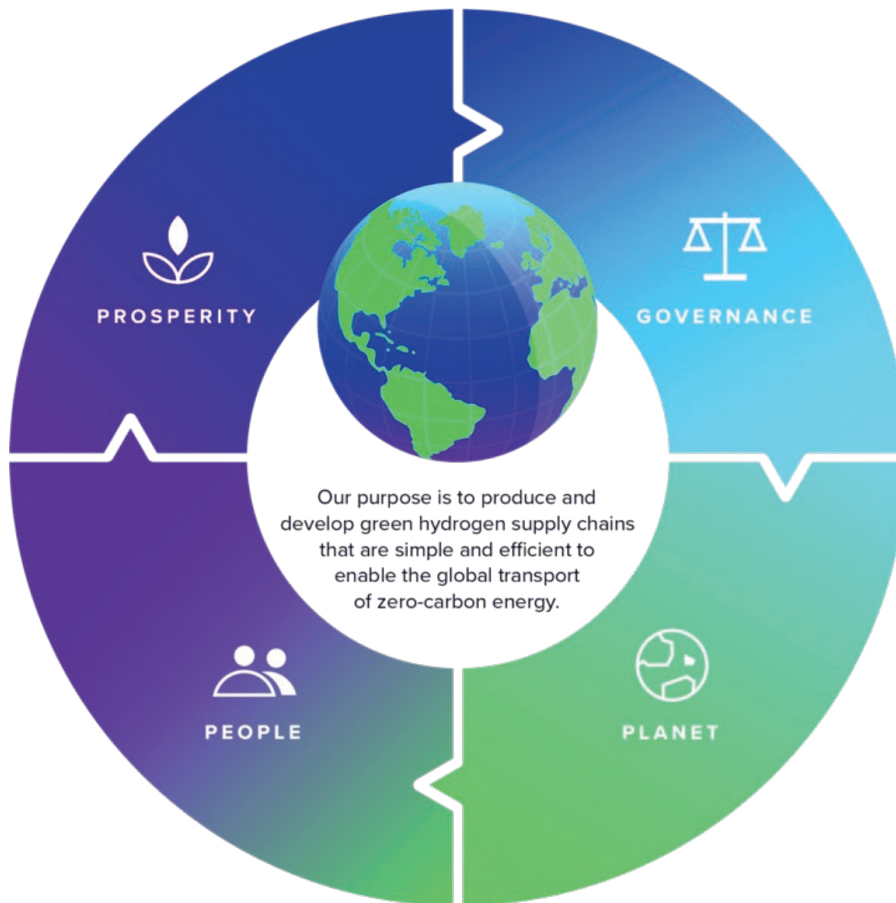 PROSPERITY
GOVERNANCE
Our purpose is to produce and
develop green hydrogen supply chains
that are simple and efficient to
enable the global transport
of zero-carbon energy.
PEOPLE
PLANET